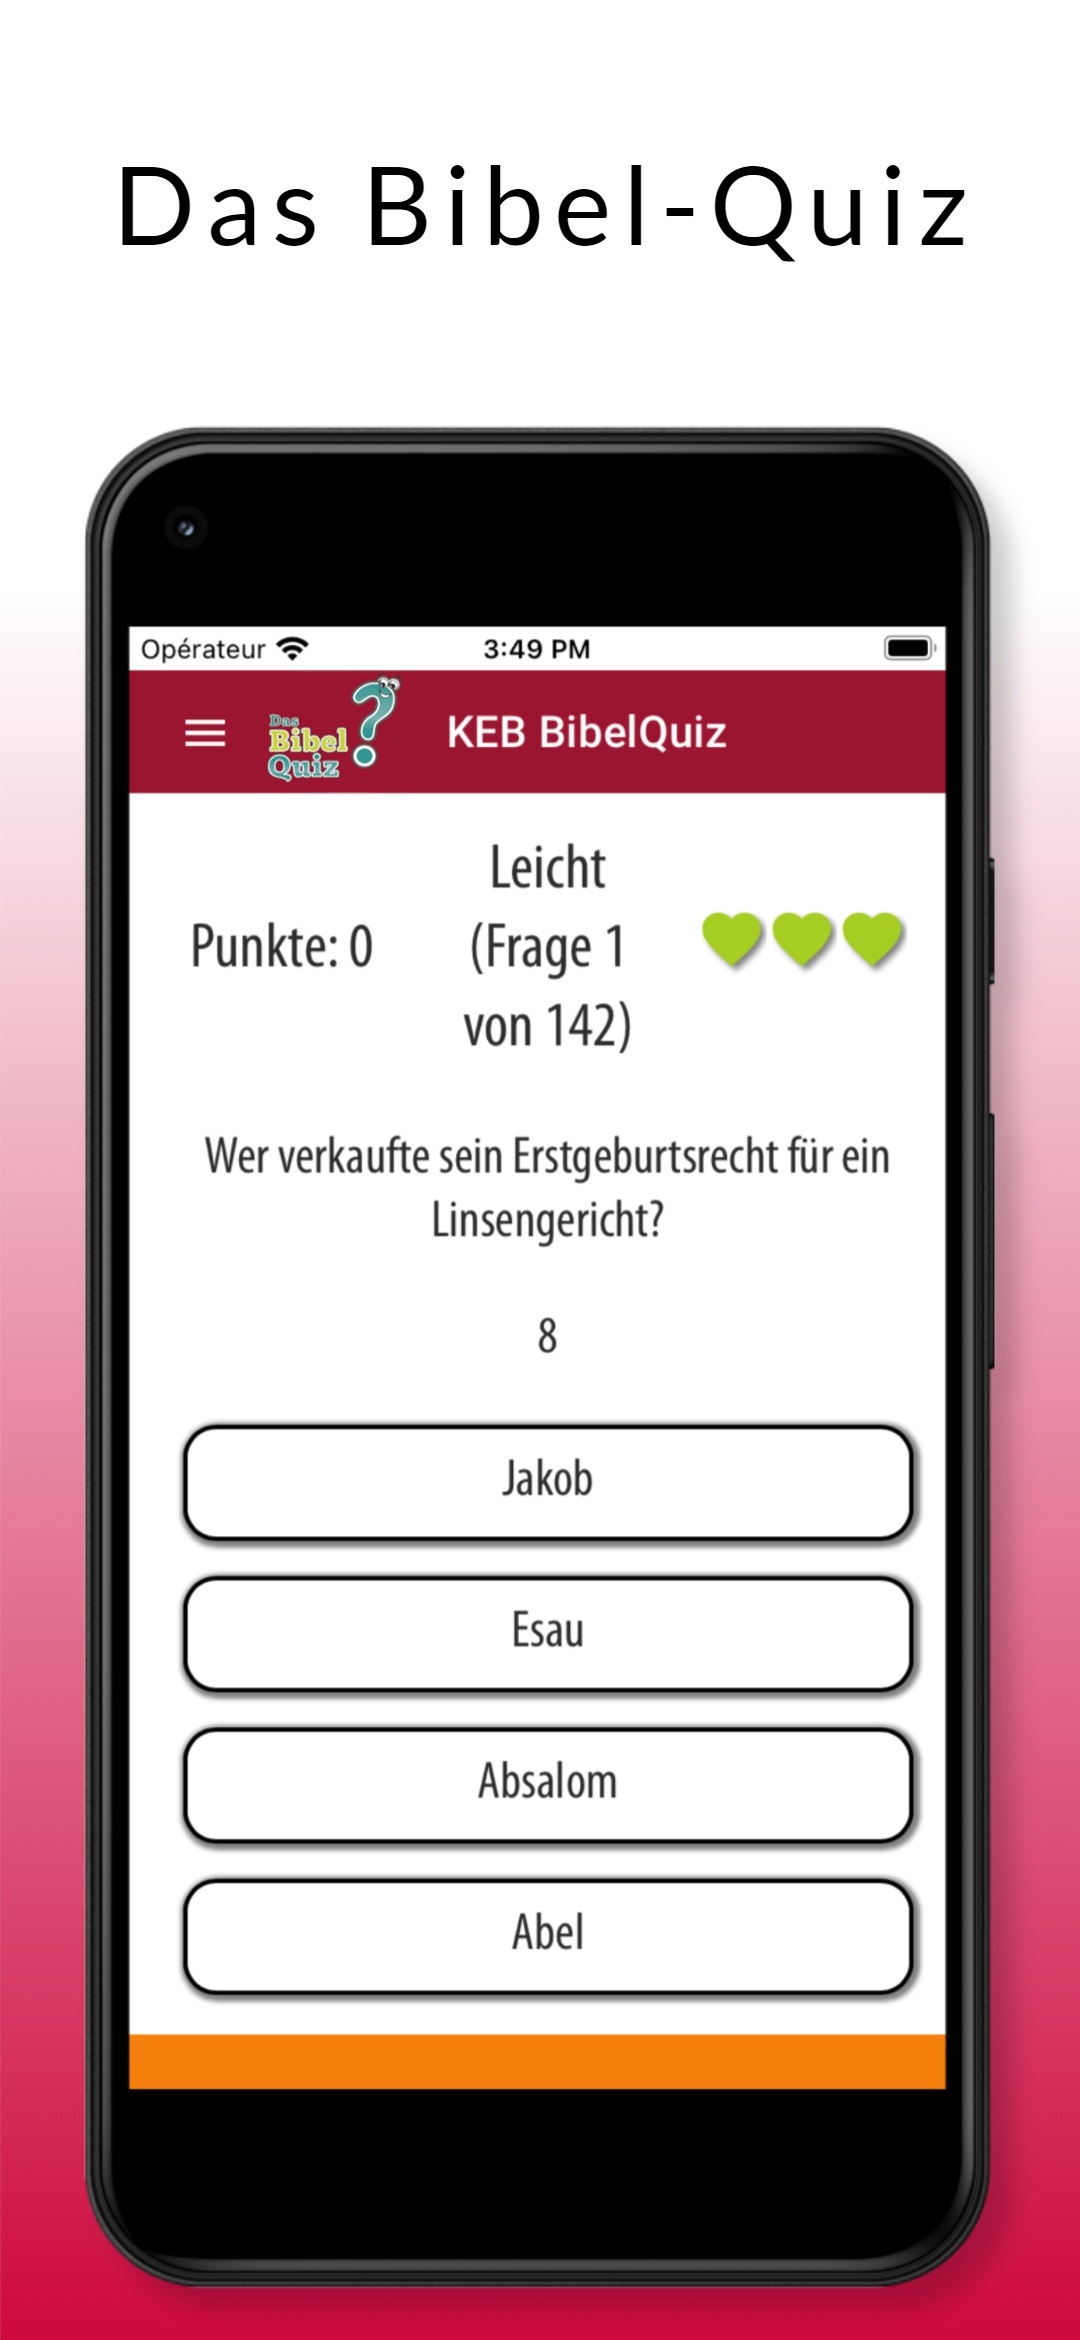 Das Bibel-Quiz
Opérateur
3:49 PM
Das
Bibel
Quiz
?
KEB BibelQuiz
Leicht
Punkte: 0
(Frage 1
von 142)
Wer verkaufte sein Erstgeburtsrecht für ein
Linsengericht?
8
Jakob
Esau
Absalom
Abel